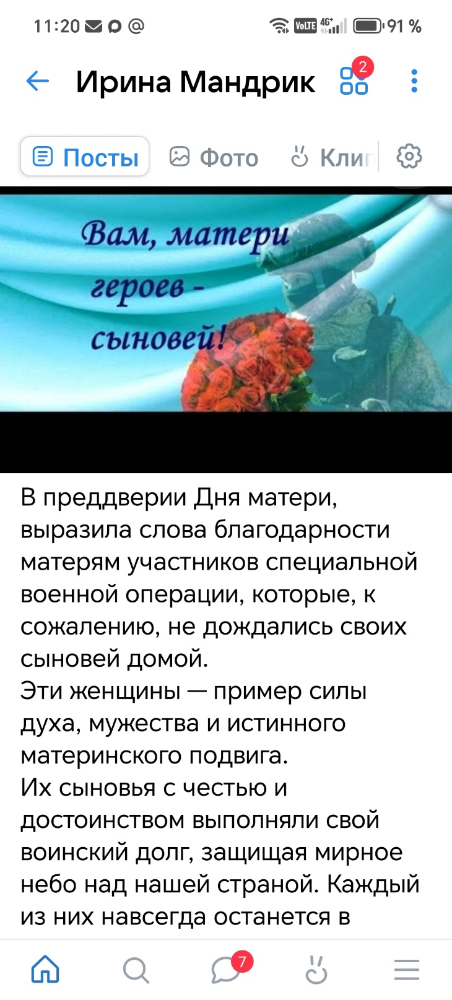 11:20 @ VoLTE 4G+ 91 %
Ирина Мандрик 2
Посты Фото Клип
Вам, матери
героев -
сыновей!
В преддверии Дня матери,
выразила слова благодарности
матерям участников специальной
военной операции, которые, к
сожалению, не дождались своих
сыновей домой.
Эти женщины — пример силы
духа, мужества и истинного
материнского подвига.
Их сыновья с честью и
достоинством выполняли свой
воинский долг, защищая мирное
небо над нашей страной. Каждый
из них навсегда останется в
7